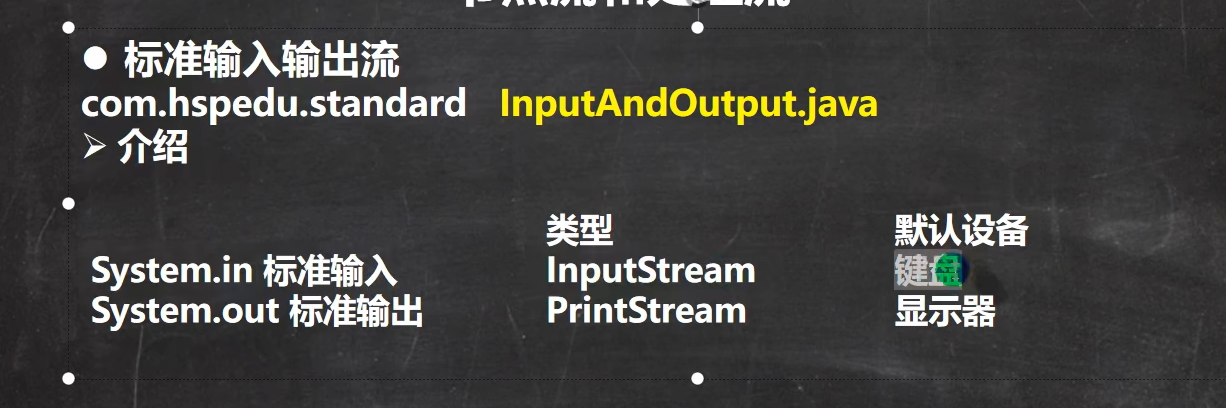 ● 标准输入输出流
com.hspedu.standard InputAndOutput.java
➢ 介绍
类型 默认设备
System.in 标准输入 InputStream 键盘
System.out 标准输出 PrintStream 显示器